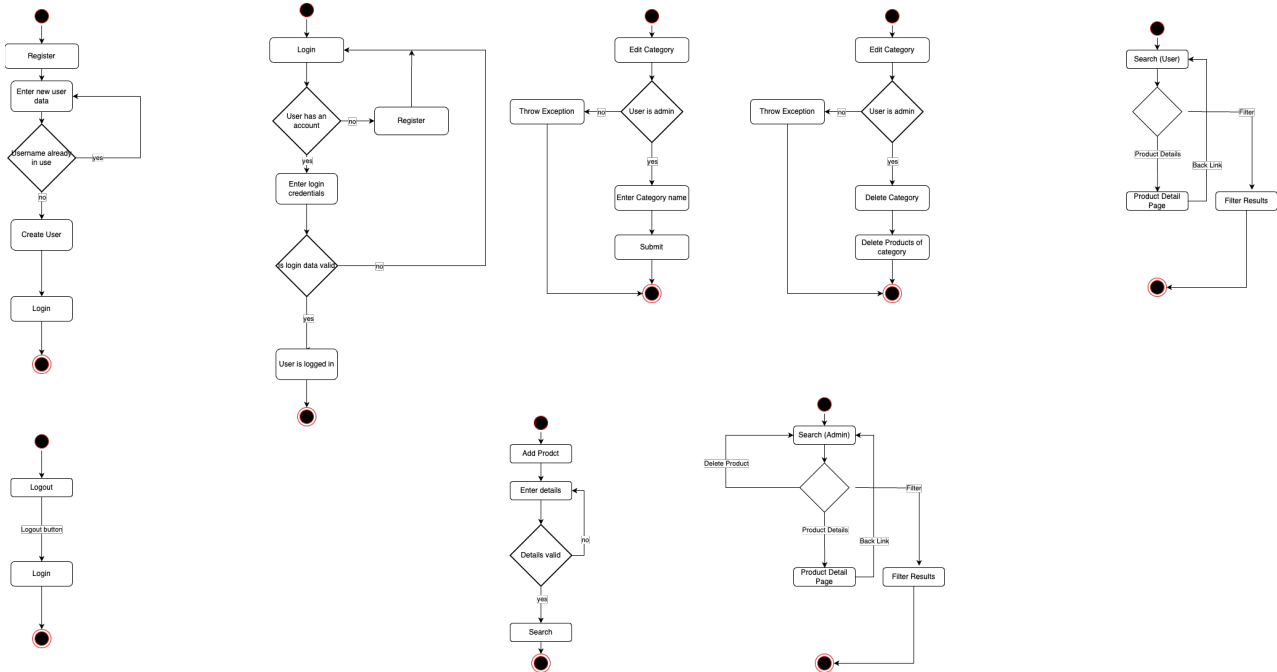 Register
Enter new user
data
Username already
in use
yes
no
Create User
Login
Login
User has an
account
no
Register
yes
Enter login
credentials
is login data valid
no
yes
User is logged in
Edit Category
User is admin
no
Throw Exception
yes
Enter Category name
Submit
Edit Category
User is admin
no
Throw Exception
yes
Delete Category
Delete Products of
category
Search (User)
Filter
Product Details
Back Link
Product Detail
Page
Filter Results
Logout
Logout button
Login
Add Prodct
Enter details
no
Details valid
yes
Search
Search (Admin)
Delete Product
Filter
Product Details
Back Link
Product Detail
Page
Filter Results